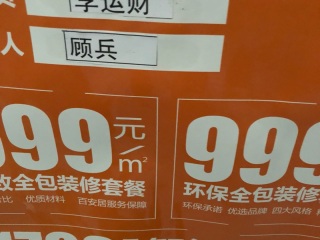 李运财
人 顾兵
999元/m²
全包装修套餐
比 优质材料 百安居服务保障
999
环保全包装修
环保承诺 优选品牌 四大风格